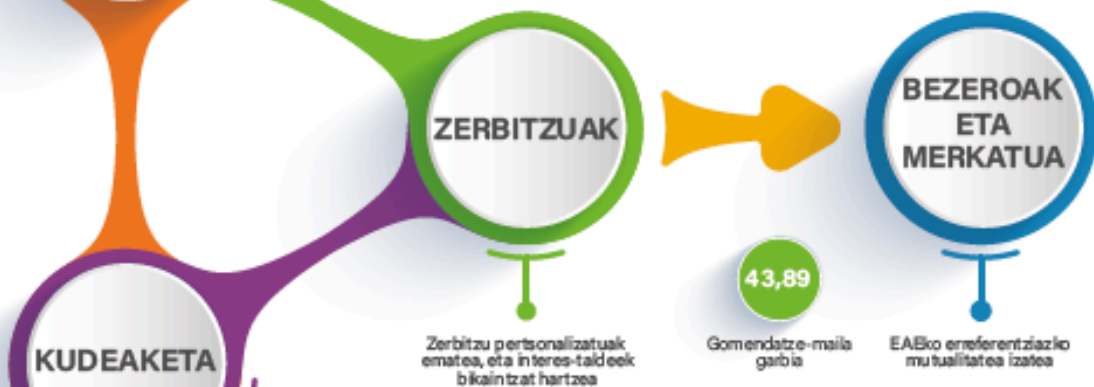 ZERBITZUAK
BEZEROAK
ETA
MERKATUA
43,89
KUDEAKETA
Zerbitzu pertsonalizatuak
ematea, eta interes-taldeek
bikaintzat hartzea
Gomendatze-maila
garbia
EAEko erreferentziazko
mutualitatea izatea